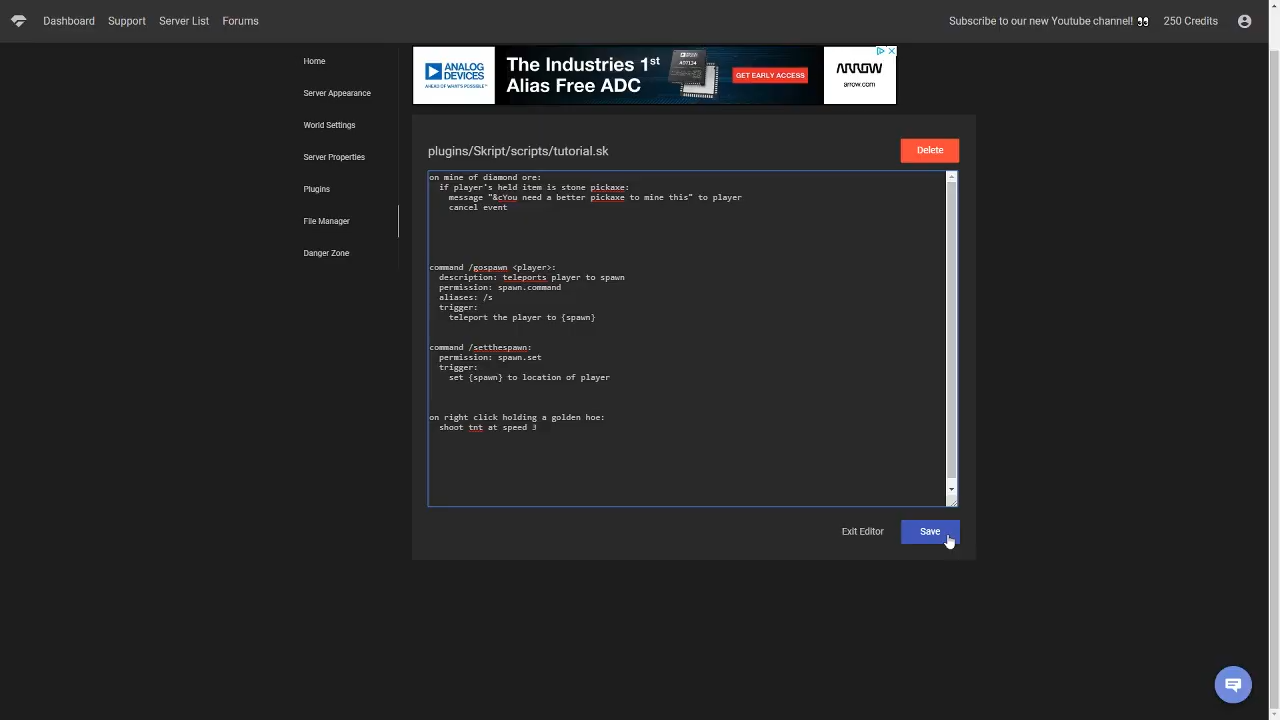 Dashboard Support Server List Forums Subscribe to our new Youtube channel! 👀 250 Credits
Home
Server Appearance
World Settings
Server Properties
Plugins
File Manager
Danger Zone
ANALOG DEVICES
AHEAD OF WHAT'S POSSIBLE™
The Industries 1st
Alias Free ADC
AD7134
GET EARLY ACCESS
ARROW
arrow.com
plugins/Skript/scripts/tutorial.sk
Delete
on mine of diamond ore:
if player's held item is stone pickaxe:
message "&cYou need a better pickaxe to mine this" to player
cancel event
command /gospawn <player>:
description: teleports player to spawn
permission: spawn.command
aliases: /s
trigger:
teleport the player to {spawn}
command /setthespawn:
permission: spawn.set
trigger:
set {spawn} to location of player
on right click holding a golden hoe:
shoot tnt at speed 3
Exit Editor
Save